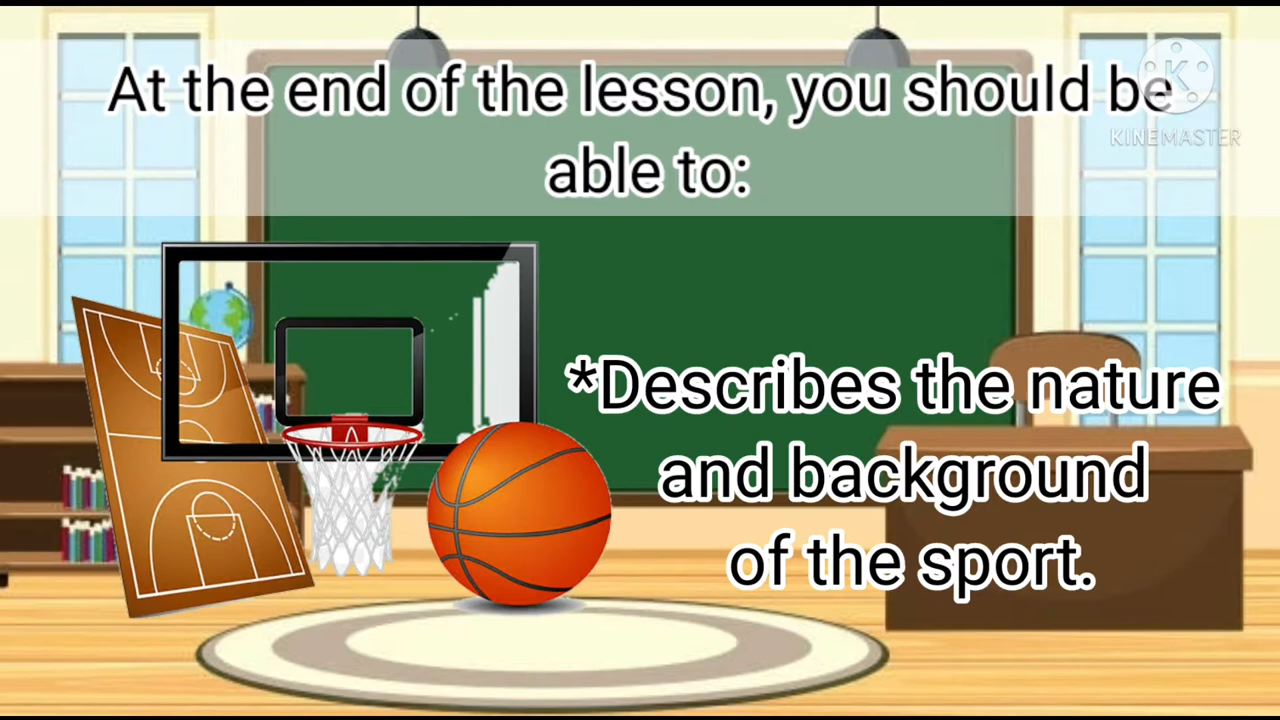 At the end of the lesson, you should be
able to:
K
KINEMASTER
*Describes the nature
and background
of the sport.